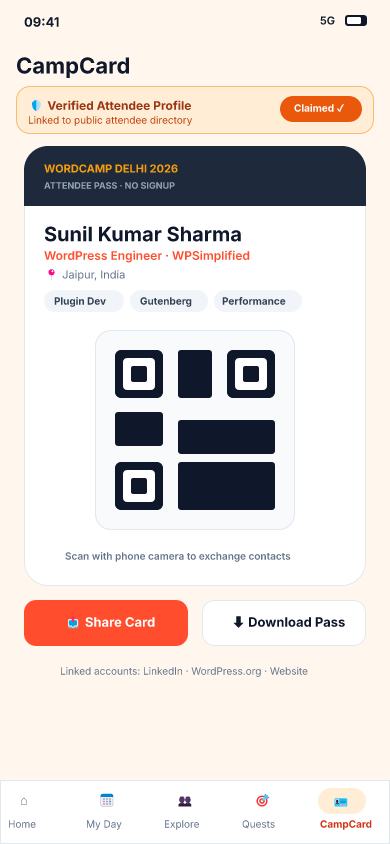 09:41
5G
CampCard
Verified Attendee Profile
Linked to public attendee directory
Claimed ✓
WORDCAMP DELHI 2026
ATTENDEE PASS · NO SIGNUP
Sunil Kumar Sharma
WordPress Engineer · WPSimplified
Jaipur, India
Plugin Dev
Gutenberg
Performance
Scan with phone camera to exchange contacts
Share Card
⬇ Download Pass
Linked accounts: LinkedIn · WordPress.org · Website
Home
My Day
Explore
Quests
CampCard